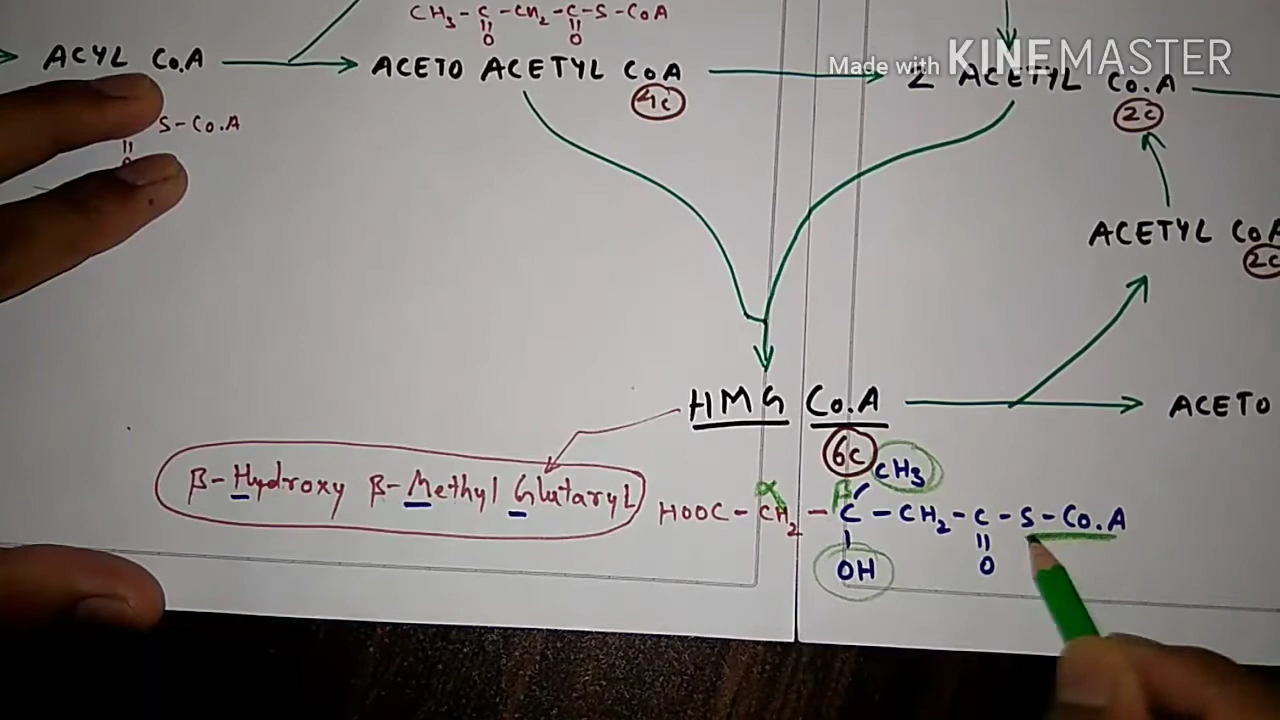 CH3-C-CH2-C-S-CoA
O O
Made with KINEMASTER
ACYL Co.A
ACETO ACETYL CoA
2 ACETYL Co.A
4C
2C
S-Co.A
ACETYL CoA
2C
HMG Co.A
ACETO
6C
CH3
β-Hydroxy β-Methyl Glutaryl
α β
HOOC-CH2-C-CH2-C-S-Co.A
OH O